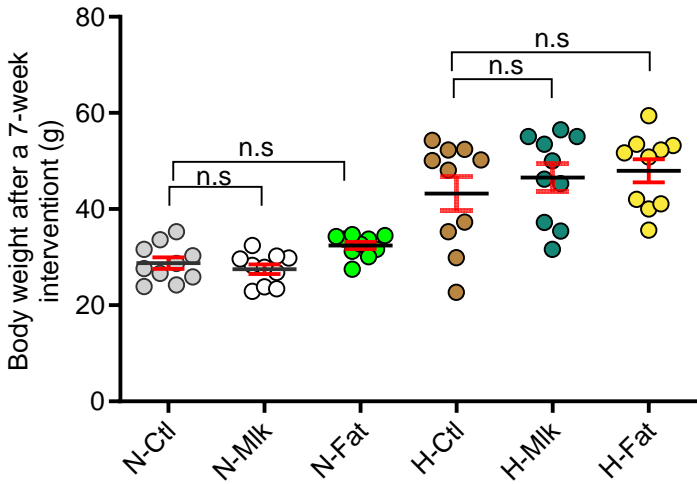 Body weight after a 7-week
interventiont (g)
80
60
40
20
0
n.s
n.s
n.s
n.s
N-Ctl
N-Mlk
N-Fat
H-Ctl
H-Mlk
H-Fat